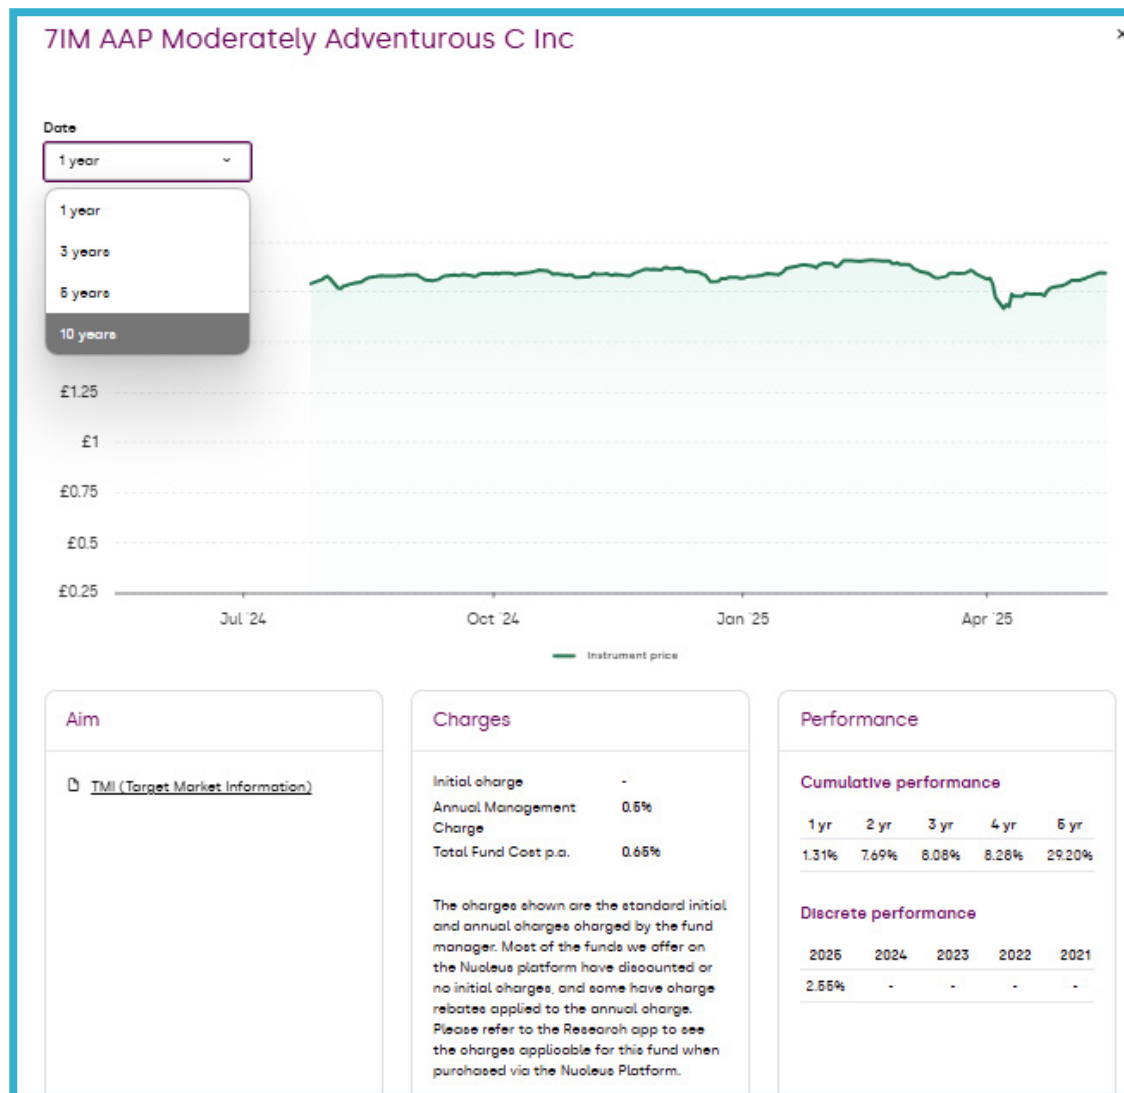 7IM AAP Moderately Adventurous C Inc
Date
1 year
1 year
3 years
5 years
10 years
£1.25
£1
£0.75
£0.5
£0.25
Jul '24
Oct '24
Jan '25
Apr '25
Instrument price
Aim
TMI (Target Market Information)
Charges
Initial charge -
Annual Management 0.5%
Charge
Total Fund Cost p.a. 0.65%
The charges shown are the standard initial
and annual charges charged by the fund
manager. Most of the funds we offer on
the Nucleus platform have discounted or
no initial charges, and some have charge
rebates applied to the annual charge.
Please refer to the Research app to see
the charges applicable for this fund when
purchased via the Nucleus Platform.
Performance
Cumulative performance
1 yr 2 yr 3 yr 4 yr 5 yr
1.31% 7.69% 8.08% 8.28% 29.20%
Discrete performance
2025 2024 2023 2022 2021
2.55% - - - -